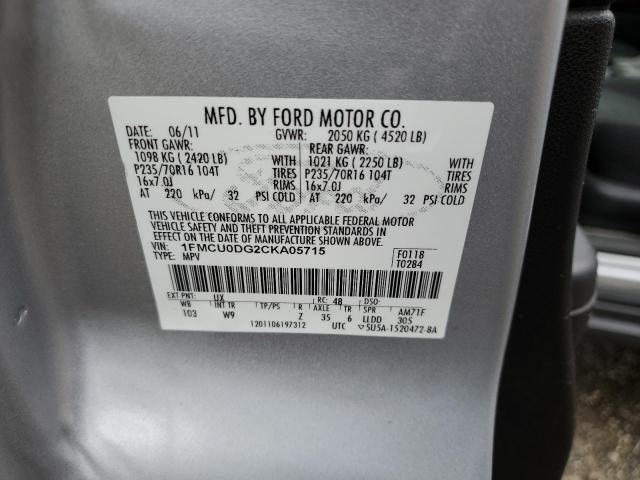 MFD. BY FORD MOTOR CO.
DATE: 06/11 GVWR: 2050 KG ( 4520 LB)
FRONT GAWR: REAR GAWR:
1098 KG ( 2420 LB) WITH 1021 KG ( 2250 LB) WITH
P235/70R16 104T TIRES P235/70R16 104T TIRES
16x7.0J RIMS 16x7.0J RIMS
AT 220 kPa/ 32 PSI COLD AT 220 kPa/ 32 PSI COLD
THIS VEHICLE CONFORMS TO ALL APPLICABLE FEDERAL MOTOR
VEHICLE SAFETY AND THEFT PREVENTION STANDARDS IN
EFFECT ON THE DATE OF MANUFACTURE SHOWN ABOVE.
VIN: 1FMCU0DG2CKA05715
TYPE: MPV
F0118
T0284
EXT PNT: UX RC: 48 DSO:
WB INT TR TP/PS R AXLE TR SPR AM71F
103 W9 Z 35 6 LLDD 305
1201106197312 UTC ▽5U5A-1520472-BA